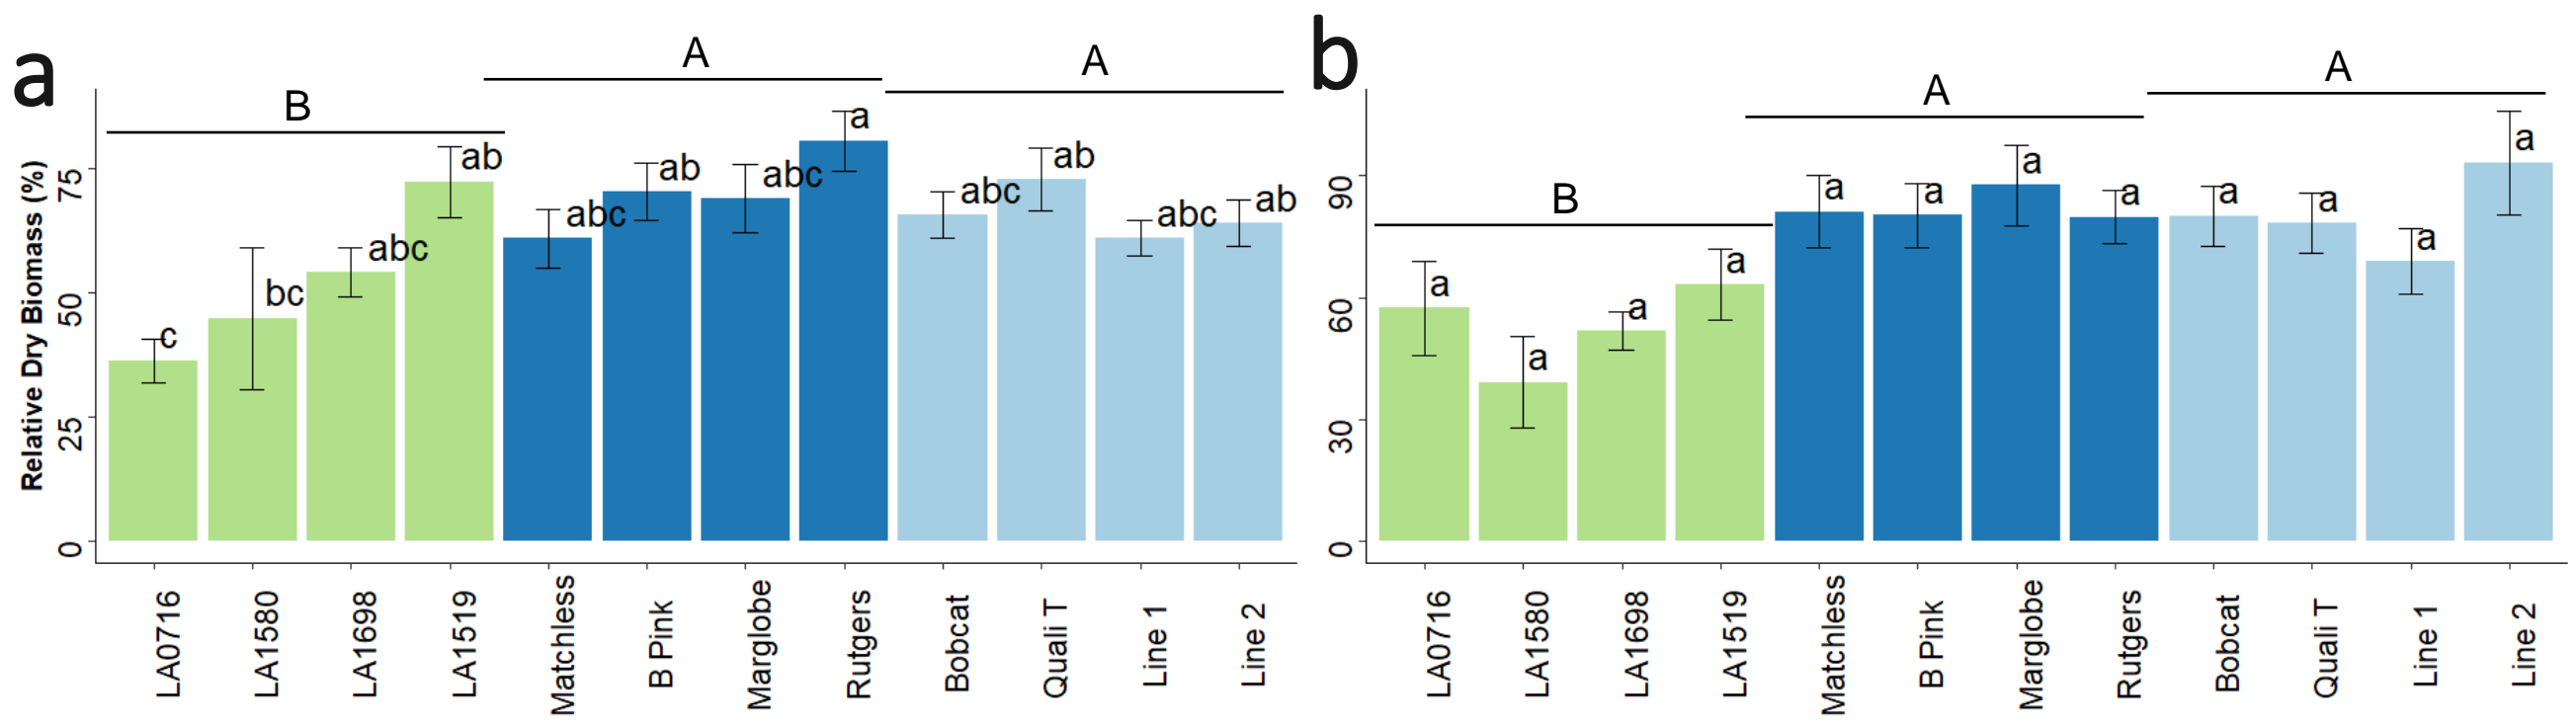 a
B
A
A
Relative Dry Biomass (%)
0
25
50
75
c
bc
abc
ab
abc
ab
abc
a
abc
ab
abc
ab
LA0716
LA1580
LA1698
LA1519
Matchless
B Pink
Marglobe
Rutgers
Bobcat
Quali T
Line 1
Line 2
b
B
A
A
0
30
60
90
a
a
a
a
a
a
a
a
a
a
a
a
LA0716
LA1580
LA1698
LA1519
Matchless
B Pink
Marglobe
Rutgers
Bobcat
Quali T
Line 1
Line 2